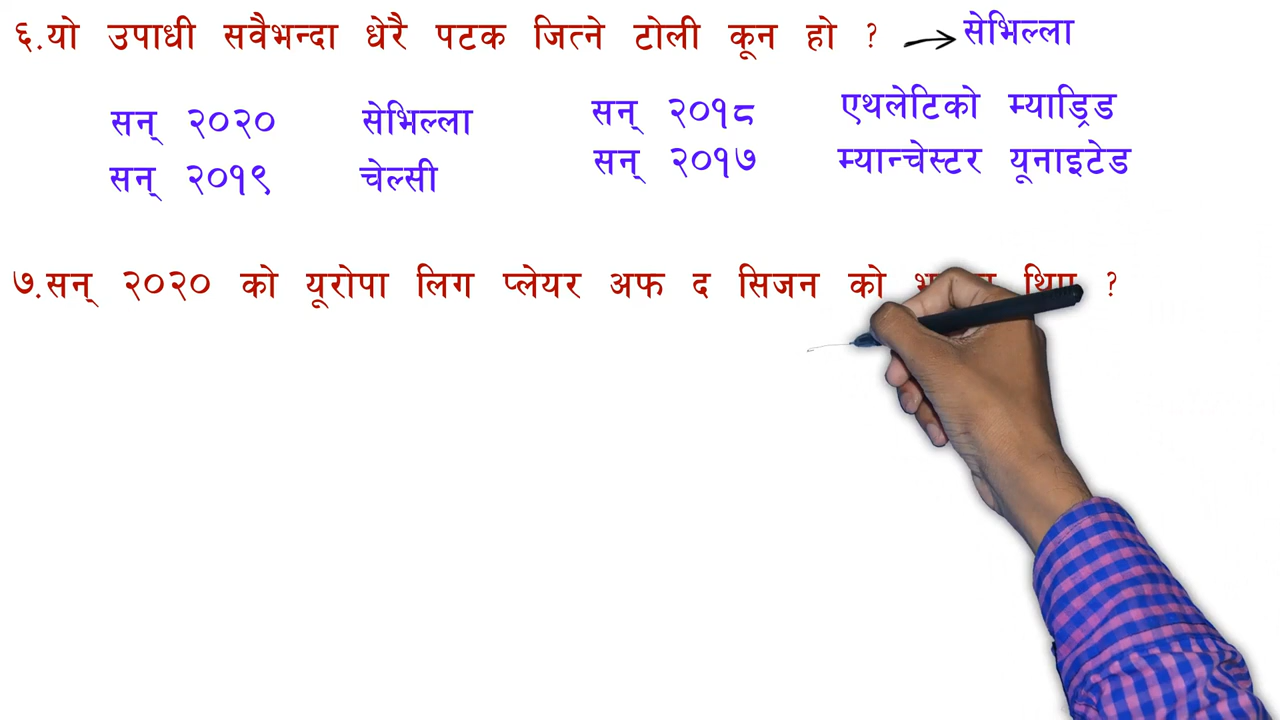 ६.यो उपाधी सवैभन्दा धेरै पटक जित्ने टोली कून हो ? सेभिल्ला
सन् २०२० सेभिल्ला सन् २०१८ एथलेटिको म्याड्रिड
सन् २०१९ चेल्सी सन् २०१७ म्यान्चेस्टर यूनाइटेड
७.सन् २०२० को यूरोपा लिग प्लेयर अफ द सिजन को ?